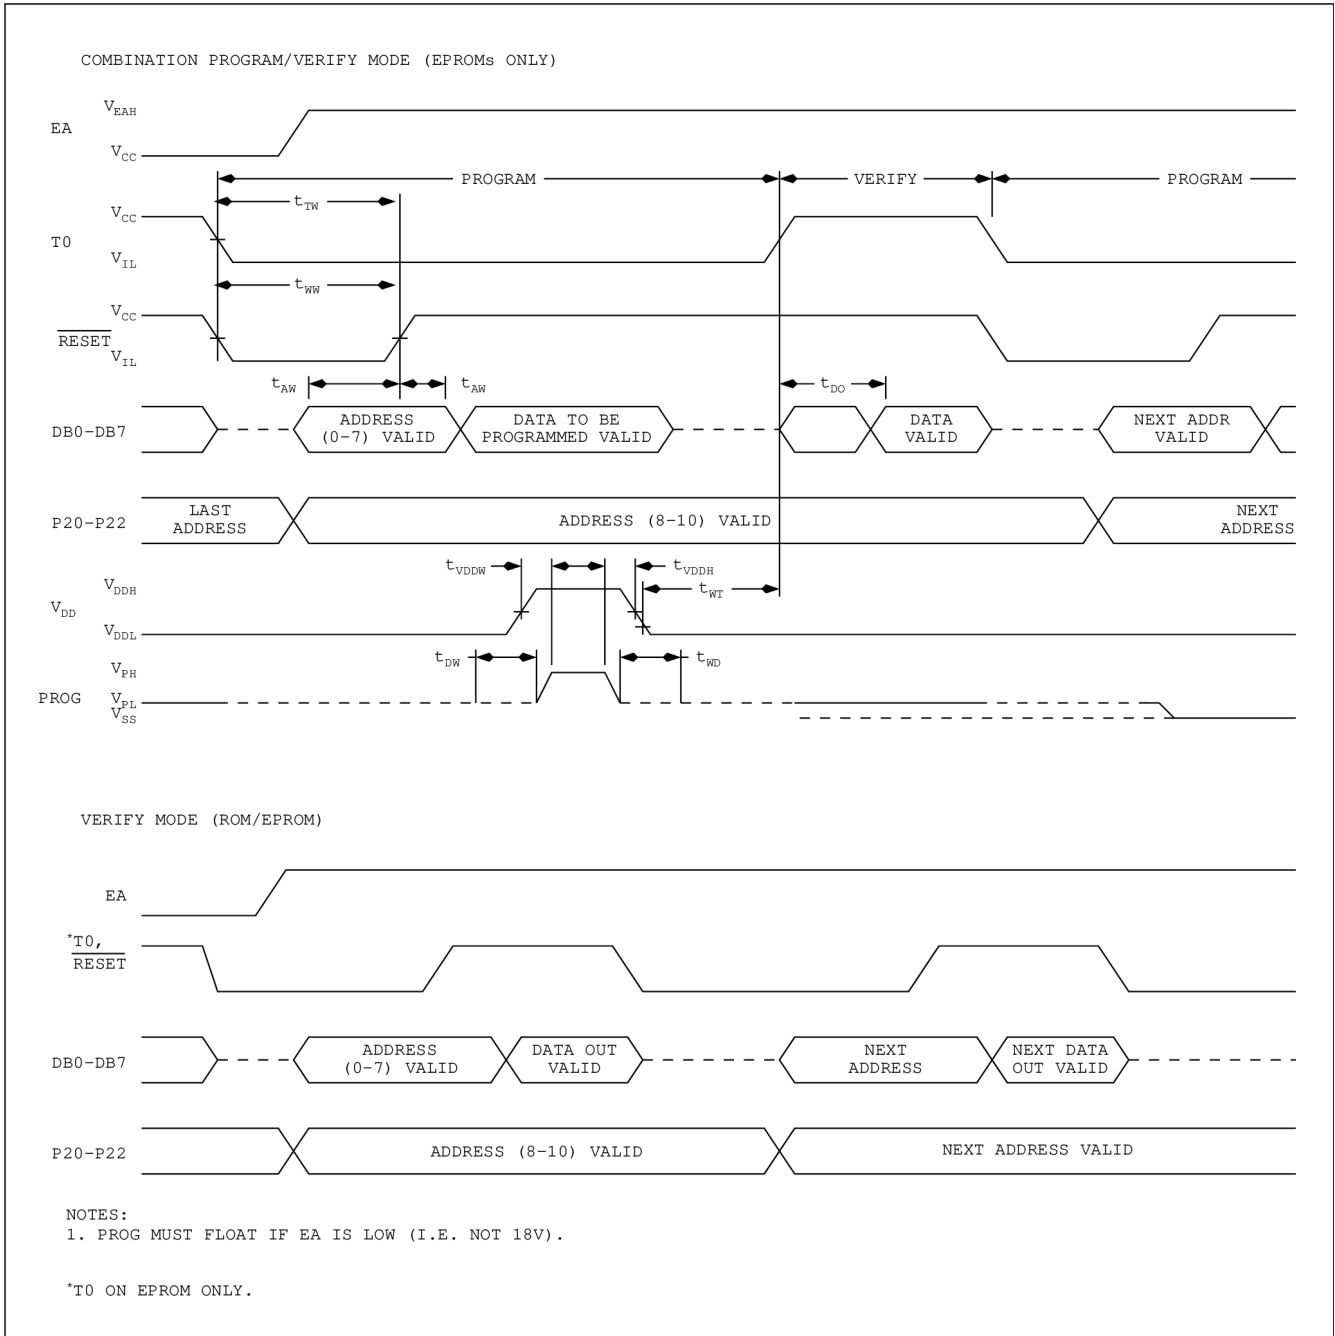 COMBINATION PROGRAM/VERIFY MODE (EPROMs ONLY)
EA
VEAH
VCC
PROGRAM
VERIFY
PROGRAM
tTW
T0
VCC
VIL
tWW
RESET
VCC
VIL
tAW
tAW
tDO
DB0-DB7
ADDRESS
(0-7) VALID
DATA TO BE
PROGRAMMED VALID
DATA
VALID
NEXT ADDR
VALID
P20-P22
LAST
ADDRESS
ADDRESS (8-10) VALID
NEXT
ADDRESS
tVDDW
tVDDH
VDD
VDDH
VDDL
tWT
tDW
tWD
PROG
VPH
VPL
VSS
VERIFY MODE (ROM/EPROM)
EA
*T0,
RESET
DB0-DB7
ADDRESS
(0-7) VALID
DATA OUT
VALID
NEXT
ADDRESS
NEXT DATA
OUT VALID
P20-P22
ADDRESS (8-10) VALID
NEXT ADDRESS VALID
NOTES:
1. PROG MUST FLOAT IF EA IS LOW (I.E. NOT 18V).
*T0 ON EPROM ONLY.